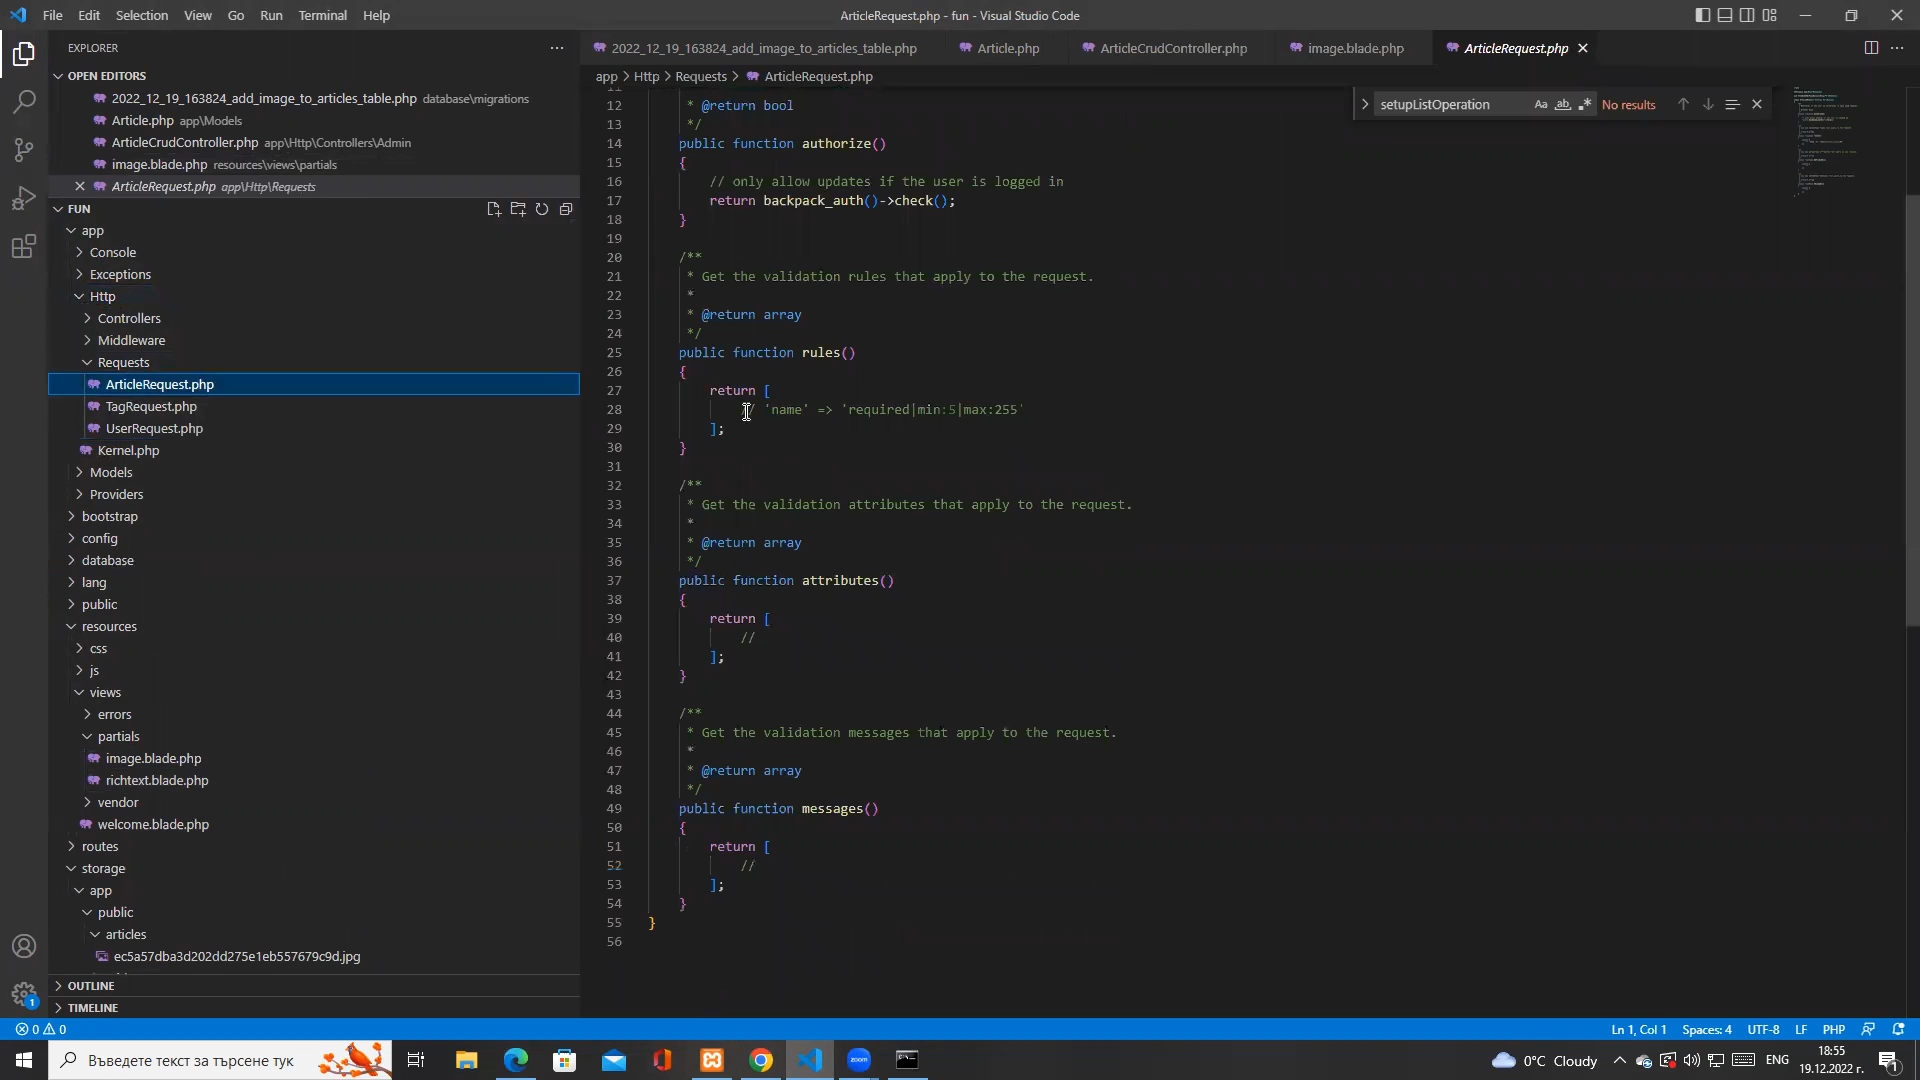 File Edit Selection View Go Run Terminal Help
ArticleRequest.php - fun - Visual Studio Code
EXPLORER
OPEN EDITORS
2022_12_19_163824_add_image_to_articles_table.php database\migrations
Article.php app\Models
ArticleCrudController.php app\Http\Controllers\Admin
image.blade.php resources\views\partials
ArticleRequest.php app\Http\Requests
FUN
app
Console
Exceptions
Http
Controllers
Middleware
Requests
ArticleRequest.php
TagRequest.php
UserRequest.php
Kernel.php
Models
Providers
bootstrap
config
database
lang
public
resources
css
js
views
errors
partials
image.blade.php
richtext.blade.php
vendor
welcome.blade.php
routes
storage
app
public
articles
ec5a57dba3d202dd275e1eb557679c9d.jpg
OUTLINE
TIMELINE
1
2022_12_19_163824_add_image_to_articles_table.php Article.php ArticleCrudController.php image.blade.php ArticleRequest.php
app > Http > Requests > ArticleRequest.php
setupListOperation Aa ab No results
12 * @return bool
13 */
14 public function authorize()
15 {
16 // only allow updates if the user is logged in
17 return backpack_auth()->check();
18 }
19
20 /**
21 * Get the validation rules that apply to the request.
22 *
23 * @return array
24 */
25 public function rules()
26 {
27 return [
28 // 'name' => 'required|min:5|max:255'
29 ];
30 }
31
32 /**
33 * Get the validation attributes that apply to the request.
34 *
35 * @return array
36 */
37 public function attributes()
38 {
39 return [
40 //
41 ];
42 }
43
44 /**
45 * Get the validation messages that apply to the request.
46 *
47 * @return array
48 */
49 public function messages()
50 {
51 return [
52 //
53 ];
54 }
55 }
56
0 0
Ln 1, Col 1 Spaces: 4 UTF-8 LF PHP
Въведете текст за търсене тук
zoom
0°C Cloudy
ENG
18:55
19.12.2022 г.
1